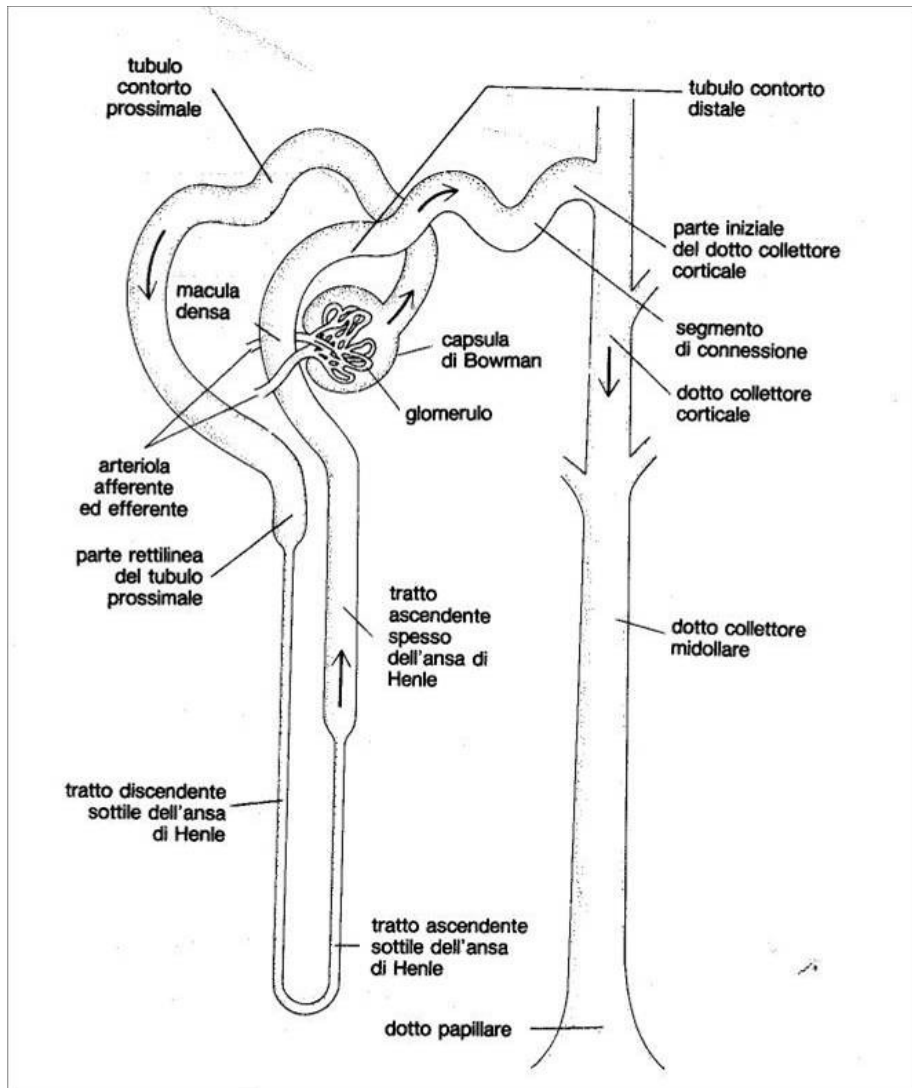 tubulo
contorto
prossimale
tubulo contorto
distale
parte iniziale
del dotto collettore
corticale
macula
densa
capsula
di Bowman
segmento
di connessione
glomerulo
dotto collettore
corticale
arteriola
afferente
ed efferente
parte rettilinea
del tubulo
prossimale
tratto
ascendente
spesso
dell'ansa di
Henle
dotto collettore
midollare
tratto discendente
sottile dell'ansa
di Henle
tratto ascendente
sottile dell'ansa
di Henle
dotto papillare